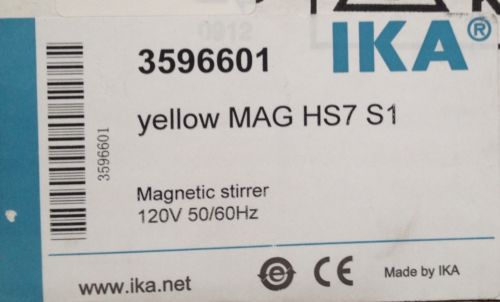 0912
IKA®
3596601
yellow MAG HS7 S1
3596601
Magnetic stirrer
120V 50/60Hz
www.ika.net
e CE Made by IKA